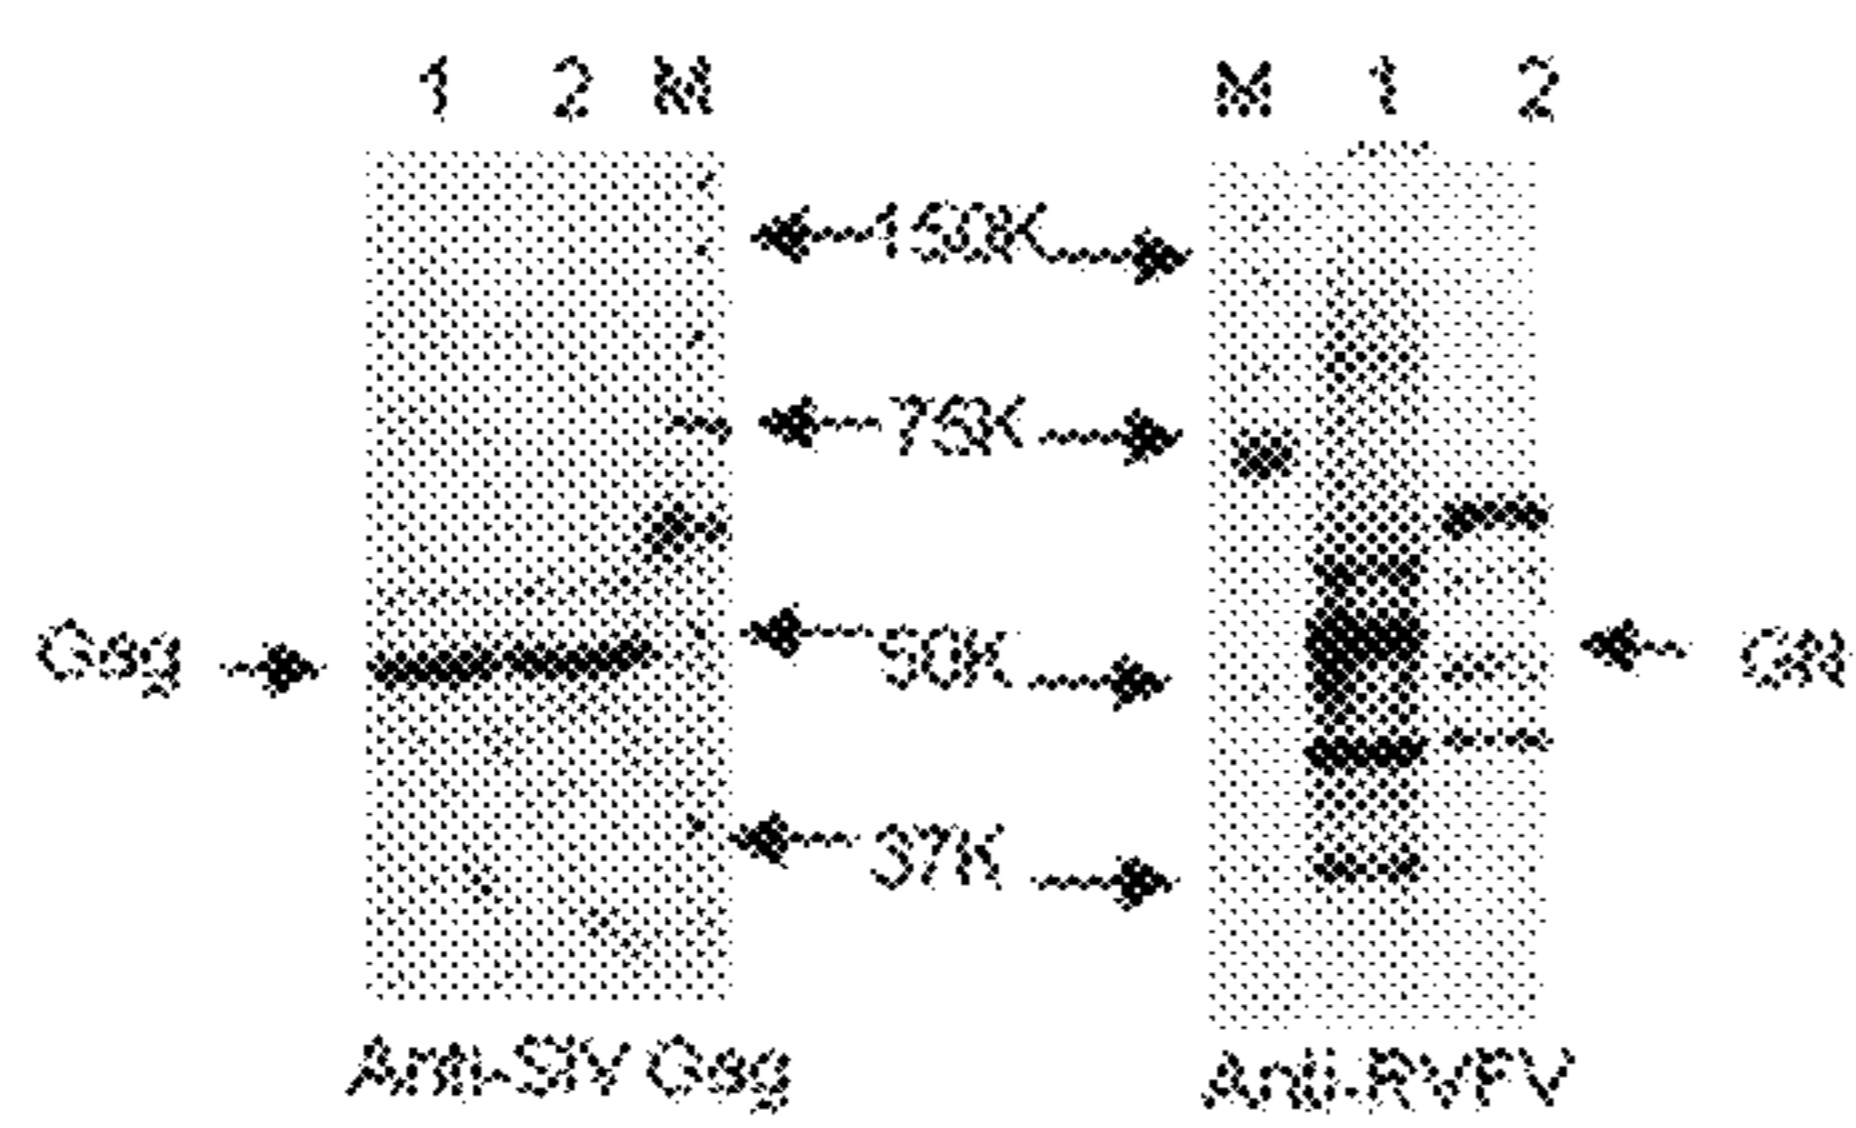 1 2 M M 1 2
150K
75K
Gag 50K GN
37K
Anti-SIV Gag Anti-RVFV